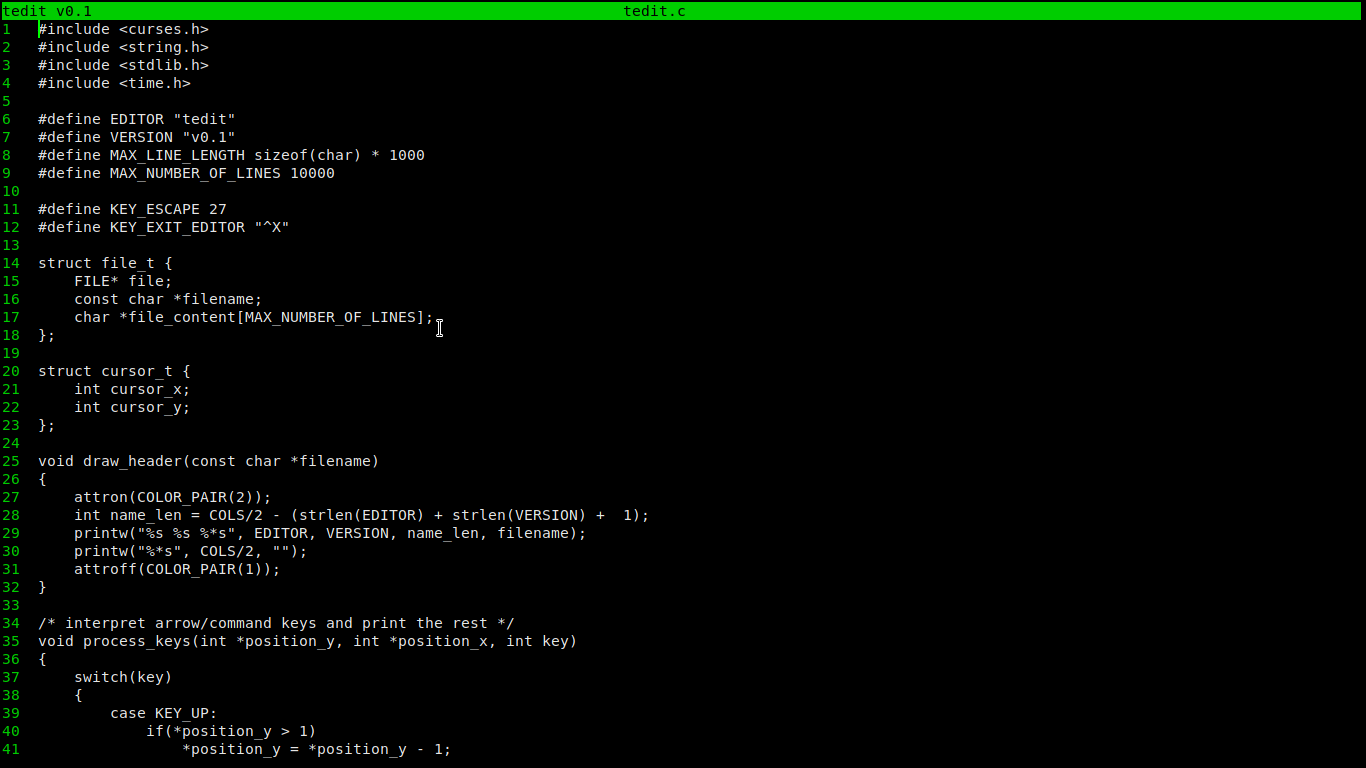 tedit v0.1 tedit.c
1 #include <curses.h>
2 #include <string.h>
3 #include <stdlib.h>
4 #include <time.h>
5
6 #define EDITOR "tedit"
7 #define VERSION "v0.1"
8 #define MAX_LINE_LENGTH sizeof(char) * 1000
9 #define MAX_NUMBER_OF_LINES 10000
10
11 #define KEY_ESCAPE 27
12 #define KEY_EXIT_EDITOR "^X"
13
14 struct file_t {
15     FILE* file;
16     const char *filename;
17     char *file_content[MAX_NUMBER_OF_LINES];
18 };
19
20 struct cursor_t {
21     int cursor_x;
22     int cursor_y;
23 };
24
25 void draw_header(const char *filename)
26 {
27     attron(COLOR_PAIR(2));
28     int name_len = COLS/2 - (strlen(EDITOR) + strlen(VERSION) +  1);
29     printw("%s %s %*s", EDITOR, VERSION, name_len, filename);
30     printw("%*s", COLS/2, "");
31     attroff(COLOR_PAIR(1));
32 }
33
34 /* interpret arrow/command keys and print the rest */
35 void process_keys(int *position_y, int *position_x, int key)
36 {
37     switch(key)
38     {
39         case KEY_UP:
40             if(*position_y > 1)
41                 *position_y = *position_y - 1;